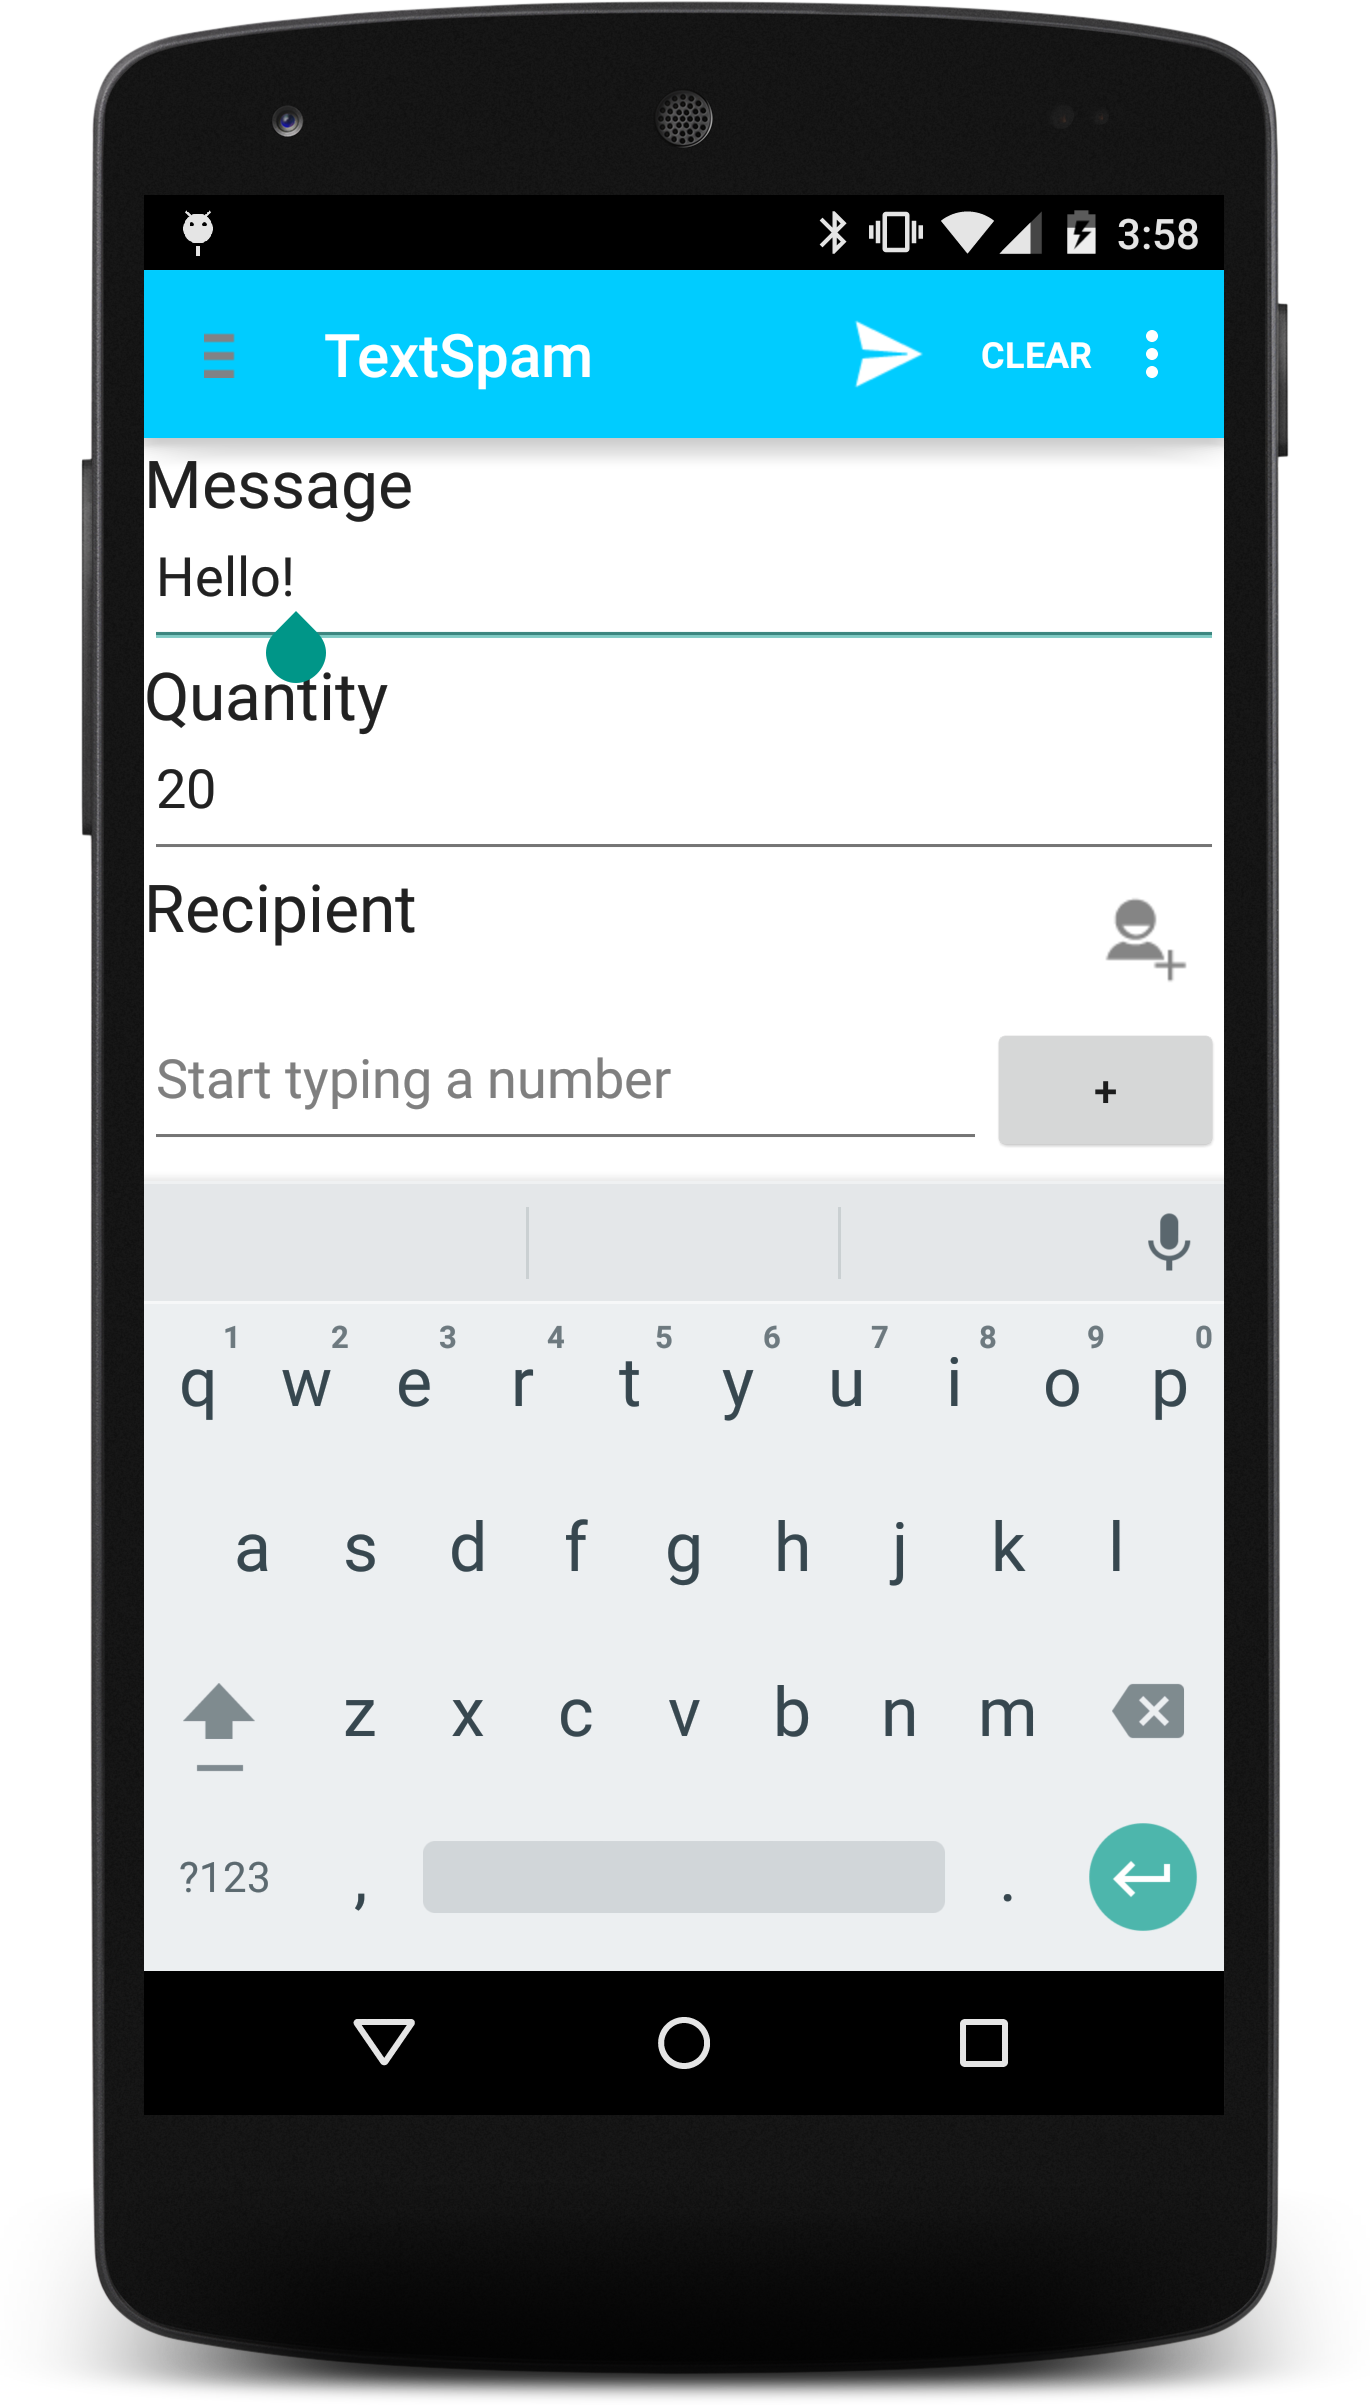 3:58
TextSpam CLEAR
Message
Hello!
Quantity
20
Recipient
Start typing a number +
1 2 3 4 5 6 7 8 9 0
q w e r t y u i o p
a s d f g h j k l
z x c v b n m
?123 , .